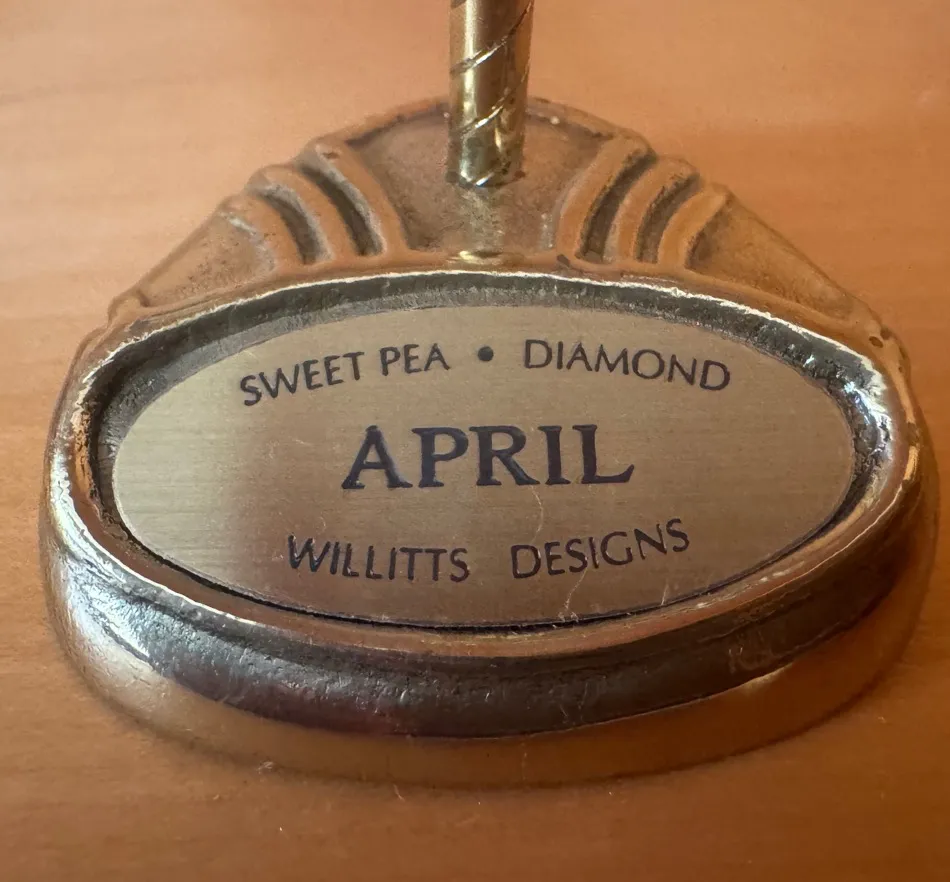 SWEET PEA • DIAMOND
APRIL
WILLITTS DESIGNS